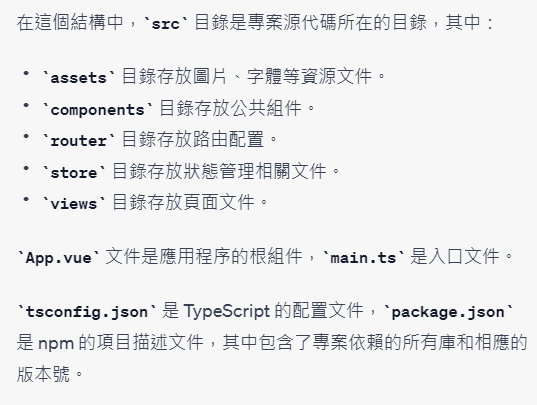 在這個結構中，`src` 目錄是專案源代碼所在的目錄，其中：
• `assets` 目錄存放圖片、字體等資源文件。
• `components` 目錄存放公共組件。
• `router` 目錄存放路由配置。
• `store` 目錄存放狀態管理相關文件。
• `views` 目錄存放頁面文件。
`App.vue` 文件是應用程序的根組件，`main.ts` 是入口文件。
`tsconfig.json` 是 TypeScript 的配置文件，`package.json`
是 npm 的項目描述文件，其中包含了專案依賴的所有庫和相應的
版本號。